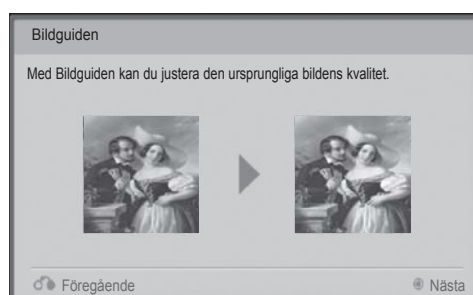 Bildguiden
Med Bildguiden kan du justera den ursprungliga bildens kvalitet.
Föregående
Nästa